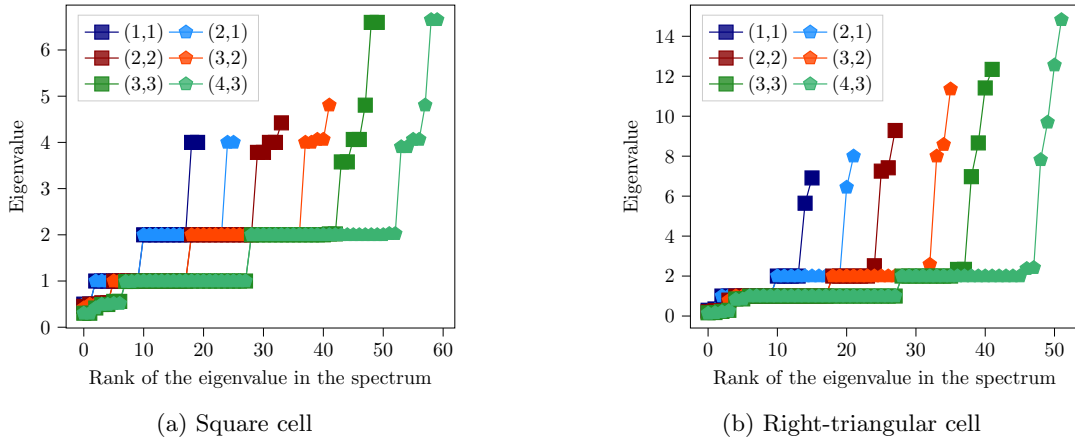 6
5
4
3
2
1
0
Eigenvalue
(1,1) (2,1)
(2,2) (3,2)
(3,3) (4,3)
0 10 20 30 40 50 60
Rank of the eigenvalue in the spectrum
(a) Square cell
14
12
10
8
6
4
2
0
Eigenvalue
(1,1) (2,1)
(2,2) (3,2)
(3,3) (4,3)
0 10 20 30 40 50
Rank of the eigenvalue in the spectrum
(b) Right-triangular cell